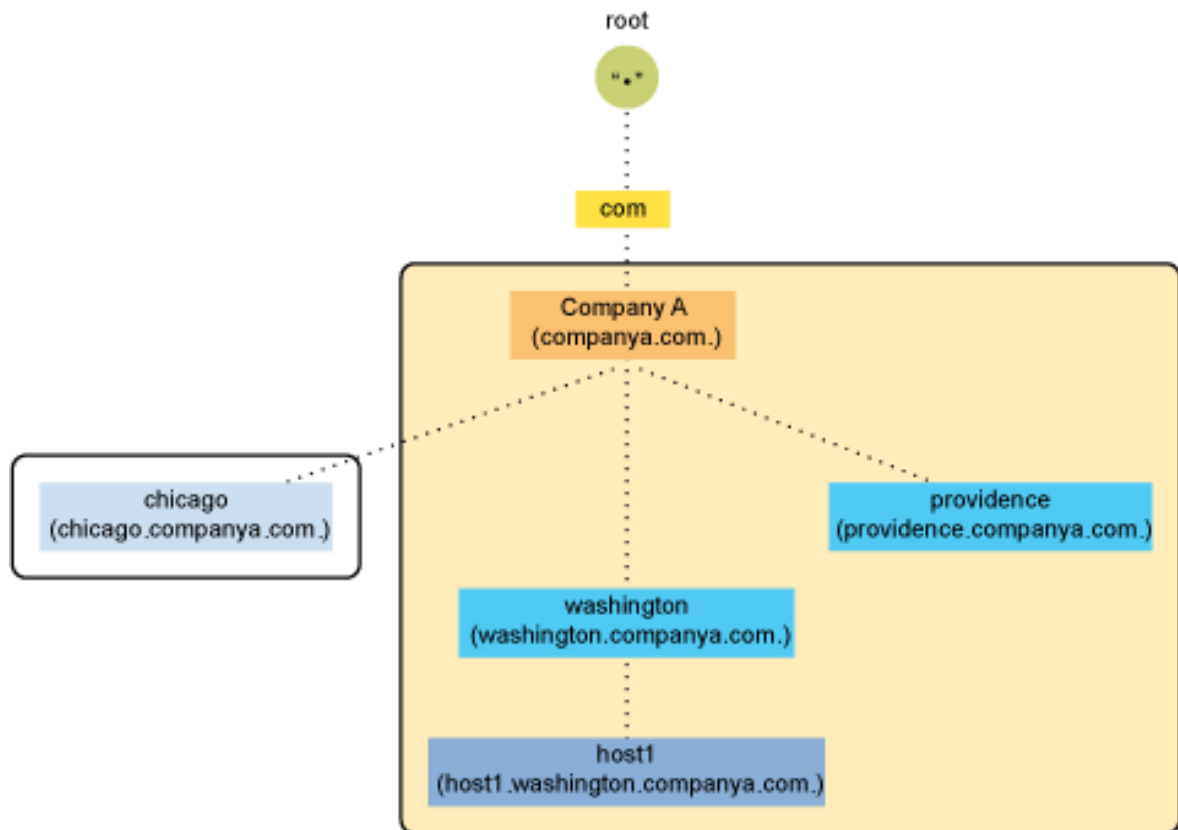 root
“•”
com
Company A
(companya.com.)
chicago
(chicago.companya.com.)
providence
(providence.companya.com.)
washington
(washington.companya.com.)
host1
(host1.washington.companya.com.)